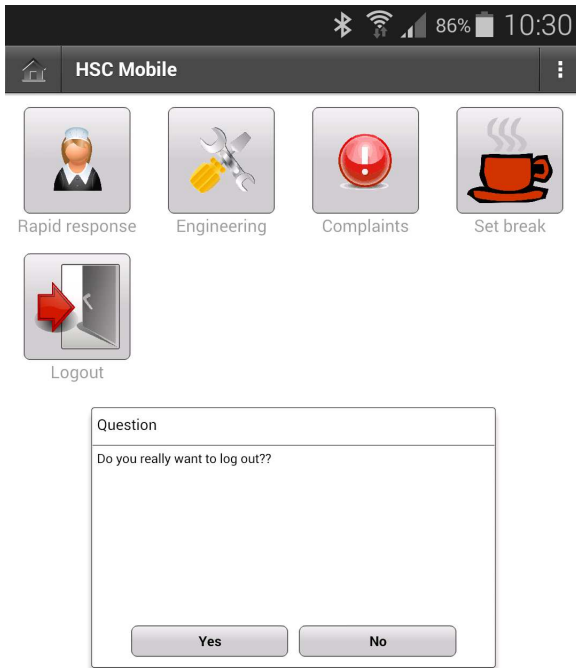 86% 10:30
HSC Mobile
Rapid response Engineering Complaints Set break
Logout
Question
Do you really want to log out??
Yes No